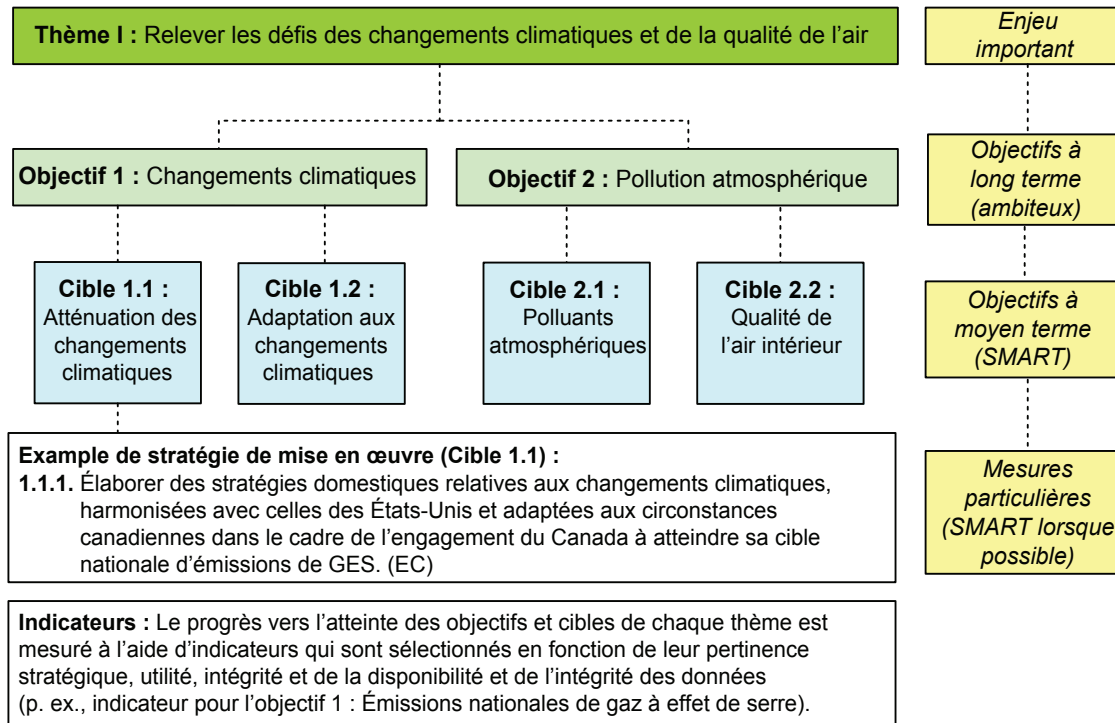 Thème I : Relever les défis des changements climatiques et de la qualité de l'air
Enjeu
important
Objectif 1 : Changements climatiques
Objectif 2 : Pollution atmosphérique
Objectifs à
long terme
(ambiteux)
Cible 1.1 :
Atténuation des
changements
climatiques
Cible 1.2 :
Adaptation aux
changements
climatiques
Cible 2.1 :
Polluants
atmosphériques
Cible 2.2 :
Qualité de
l'air intérieur
Objectifs à
moyen terme
(SMART)
Example de stratégie de mise en œuvre (Cible 1.1) :
1.1.1. Élaborer des stratégies domestiques relatives aux changements climatiques,
harmonisées avec celles des États-Unis et adaptées aux circonstances
canadiennes dans le cadre de l'engagement du Canada à atteindre sa cible
nationale d'émissions de GES. (EC)
Mesures
particulières
(SMART lorsque
possible)
Indicateurs : Le progrès vers l'atteinte des objectifs et cibles de chaque thème est
mesuré à l'aide d'indicateurs qui sont sélectionnés en fonction de leur pertinence
stratégique, utilité, intégrité et de la disponibilité et de l'intégrité des données
(p. ex., indicateur pour l'objectif 1 : Émissions nationales de gaz à effet de serre).